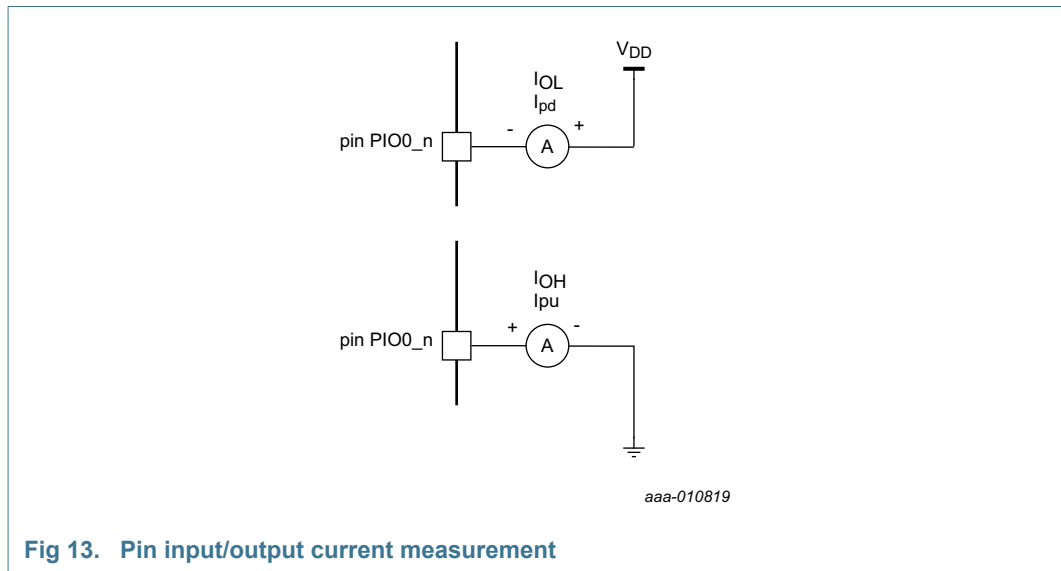 VDD
IOL
Ipd
- +
A
pin PIO0_n
IOH
Ipu
+ -
A
pin PIO0_n
aaa-010819
Fig 13. Pin input/output current measurement